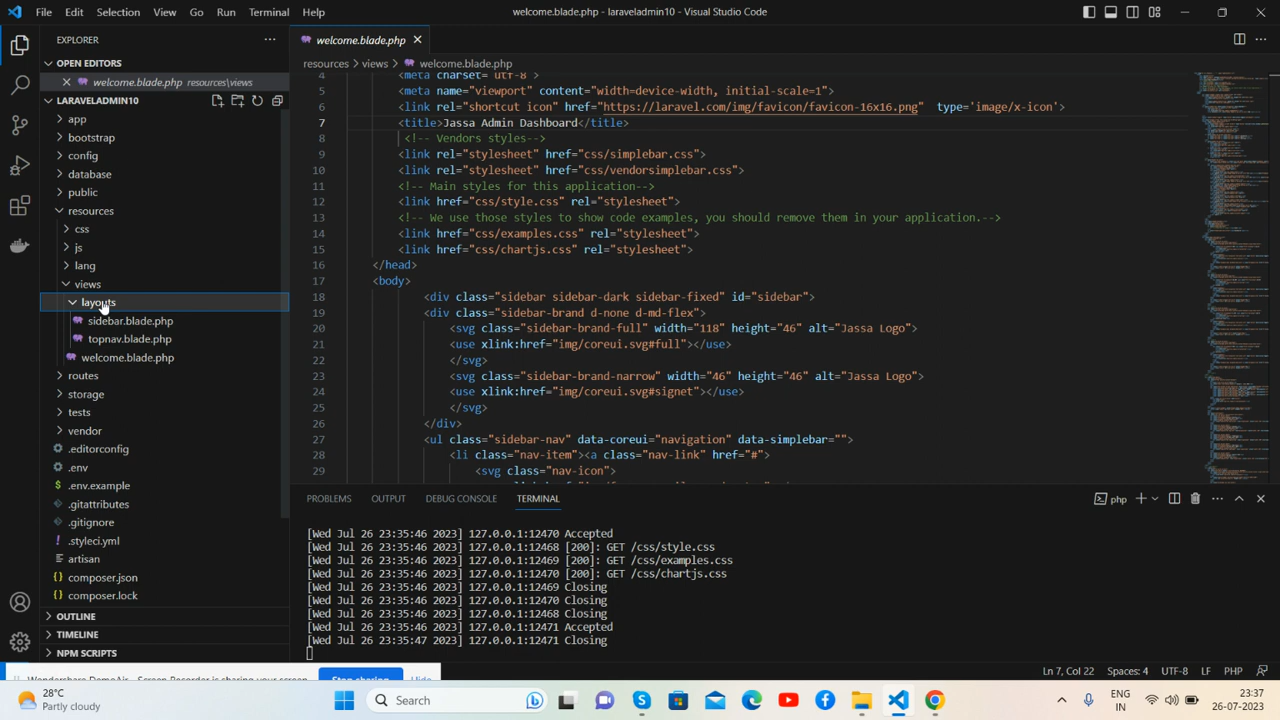 File Edit Selection View Go Run Terminal Help
welcome.blade.php - laraveladmin10 - Visual Studio Code
EXPLORER
OPEN EDITORS
welcome.blade.php resources\views
LARAVELADMIN10
app
bootstrap
config
database
public
resources
css
js
lang
views
layouts
sidebar.blade.php
topnav.blade.php
welcome.blade.php
routes
storage
tests
vendor
.editorconfig
.env
.env.example
.gitattributes
.gitignore
.styleci.yml
artisan
composer.json
composer.lock
OUTLINE
TIMELINE
NPM SCRIPTS
welcome.blade.php
resources > views > welcome.blade.php
4 <meta charset="utf-8">
5 <meta name="viewport" content="width=device-width, initial-scale=1">
6 <link rel="shortcut icon" href="https://laravel.com/img/favicon/favicon-16x16.png" type="image/x-icon">
7 <title>Jassa Admin Dashboard</title>
8 <!-- Vendors styles-->
9 <link rel="stylesheet" href="css/simplebar.css">
10 <link rel="stylesheet" href="css/vendorsimplebar.css">
11 <!-- Main styles for this application-->
12 <link href="css/style.css" rel="stylesheet">
13 <!-- We use those styles to show code examples, you should remove them in your application.-->
14 <link href="css/examples.css" rel="stylesheet">
15 <link href="css/chartjs.css" rel="stylesheet">
16 </head>
17 <body>
18 <div class="sidebar sidebar-dark sidebar-fixed" id="sidebar">
19 <div class="sidebar-brand d-none d-md-flex">
20 <svg class="sidebar-brand-full" width="118" height="46" alt="Jassa Logo">
21 <use xlink:href="img/coreui.svg#full"></use>
22 </svg>
23 <svg class="sidebar-brand-narrow" width="46" height="46" alt="Jassa Logo">
24 <use xlink:href="img/coreui.svg#signet"></use>
25 </svg>
26 </div>
27 <ul class="sidebar-nav" data-coreui="navigation" data-simplebar="">
28 <li class="nav-item"><a class="nav-link" href="#">
29 <svg class="nav-icon">
PROBLEMS OUTPUT DEBUG CONSOLE TERMINAL
php
[Wed Jul 26 23:35:46 2023] 127.0.0.1:12470 Accepted
[Wed Jul 26 23:35:46 2023] 127.0.0.1:12468 [200]: GET /css/style.css
[Wed Jul 26 23:35:46 2023] 127.0.0.1:12469 [200]: GET /css/examples.css
[Wed Jul 26 23:35:46 2023] 127.0.0.1:12470 [200]: GET /css/chartjs.css
[Wed Jul 26 23:35:46 2023] 127.0.0.1:12469 Closing
[Wed Jul 26 23:35:46 2023] 127.0.0.1:12470 Closing
[Wed Jul 26 23:35:46 2023] 127.0.0.1:12468 Closing
[Wed Jul 26 23:35:46 2023] 127.0.0.1:12471 Accepted
[Wed Jul 26 23:35:47 2023] 127.0.0.1:12471 Closing
Ln 7, Col 22 Spaces: 4 UTF-8 LF PHP
Wondershare DemoAir - Screen Recorder is sharing your screen. Stop sharing Hide
28°C
Partly cloudy
Search
ENG
IN
23:37
26-07-2023